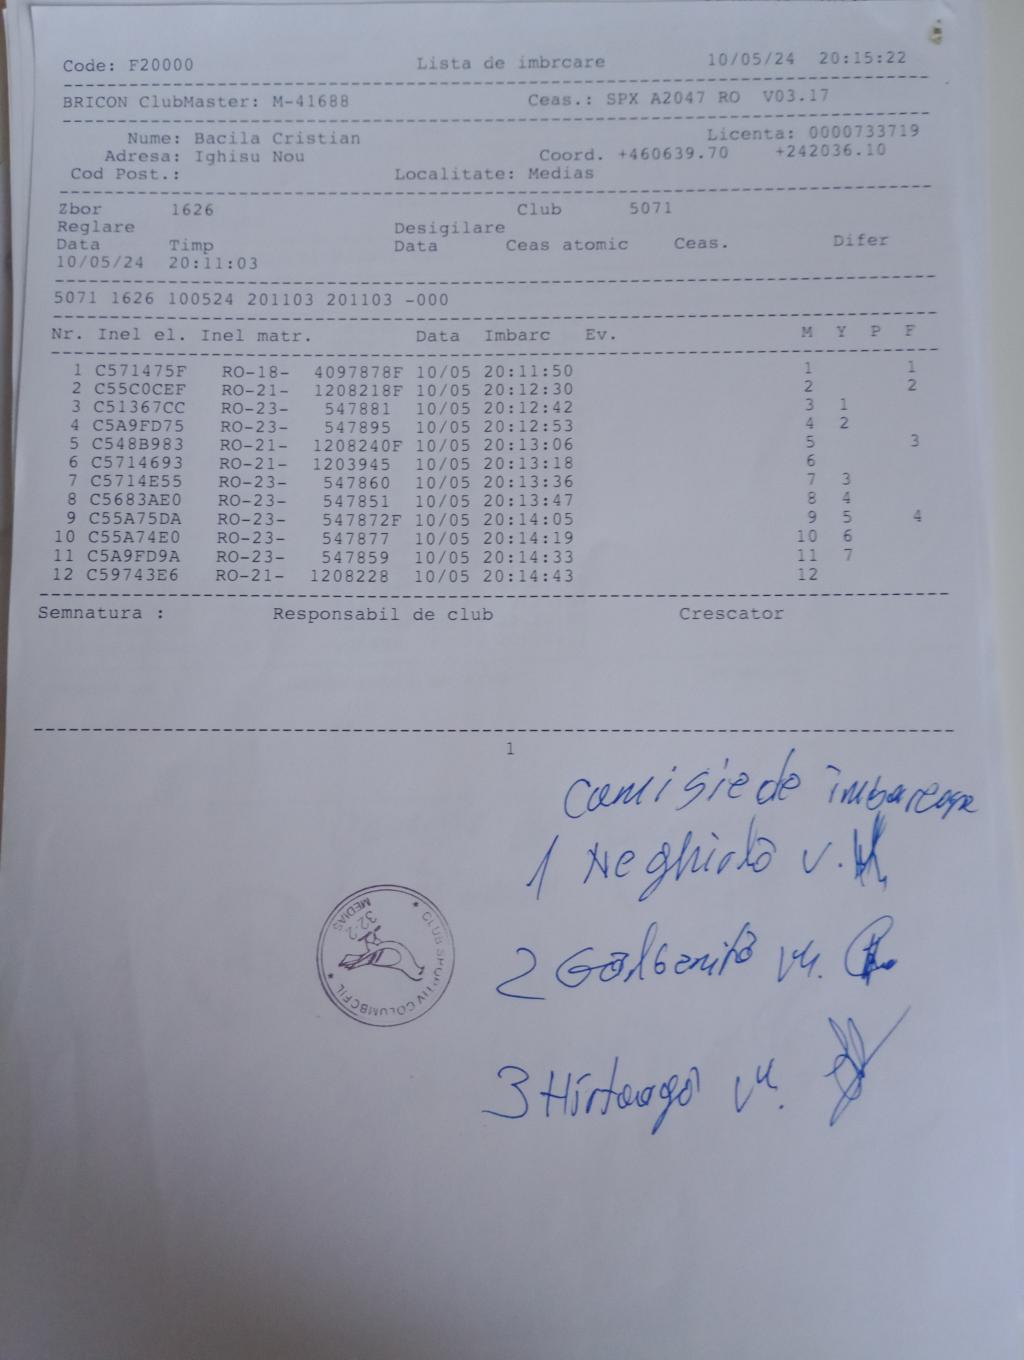 Code: F20000 Lista de imbrcare 10/05/24 20:15:22
BRICON ClubMaster: M-41688 Ceas.: SPX A2047 RO V03.17
Nume: Bacila Cristian Licenta: 0000733719
Adresa: Ighisu Nou Coord. +460639.70 +242036.10
Cod Post.: Localitate: Medias
Zbor 1626 Club 5071
Reglare Desigilare
Data Timp Data Ceas atomic Ceas. Difer
10/05/24 20:11:03
5071 1626 100524 201103 201103 -000
Nr. Inel el. Inel matr. Data Imbarc Ev. M Y P F
1 C571475F RO-18- 4097878F 10/05 20:11:50 1 1
2 C55C0CEF RO-21- 1208218F 10/05 20:12:30 2 2
3 C51367CC RO-23- 547881 10/05 20:12:42 3 1
4 C5A9FD75 RO-23- 547895 10/05 20:12:53 4 2
5 C548B983 RO-21- 1208240F 10/05 20:13:06 5 3
6 C5714693 RO-21- 1203945 10/05 20:13:18 6
7 C5714E55 RO-23- 547860 10/05 20:13:36 7 3
8 C5683AE0 RO-23- 547851 10/05 20:13:47 8 4
9 C55A75DA RO-23- 547872F 10/05 20:14:05 9 5 4
10 C55A74E0 RO-23- 547877 10/05 20:14:19 10 6
11 C5A9FD9A RO-23- 547859 10/05 20:14:33 11 7
12 C59743E6 RO-21- 1208228 10/05 20:14:43 12
Semnatura : Responsabil de club Crescator
1
Comisie de
1 V.
2 M.
3 M.
CLUB SPORTIV COLUMBOFIL
MEDIAS
32-2